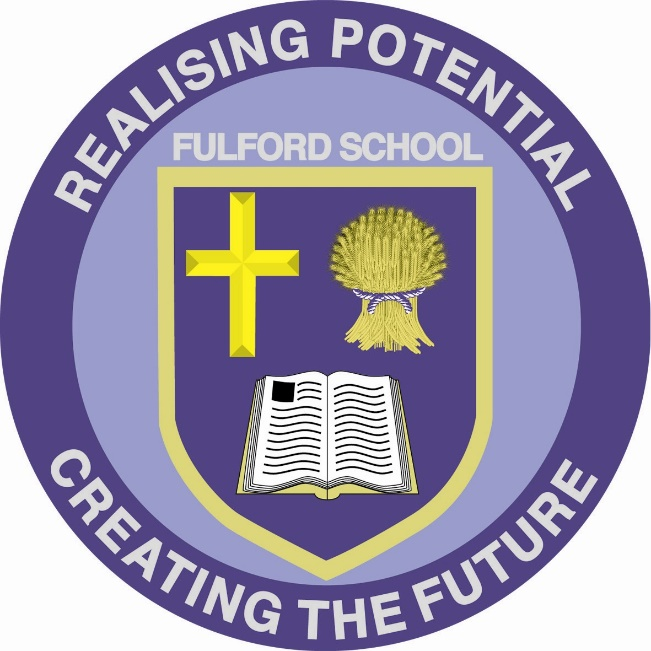 REALISING POTENTIAL
FULFORD SCHOOL
CREATING THE FUTURE